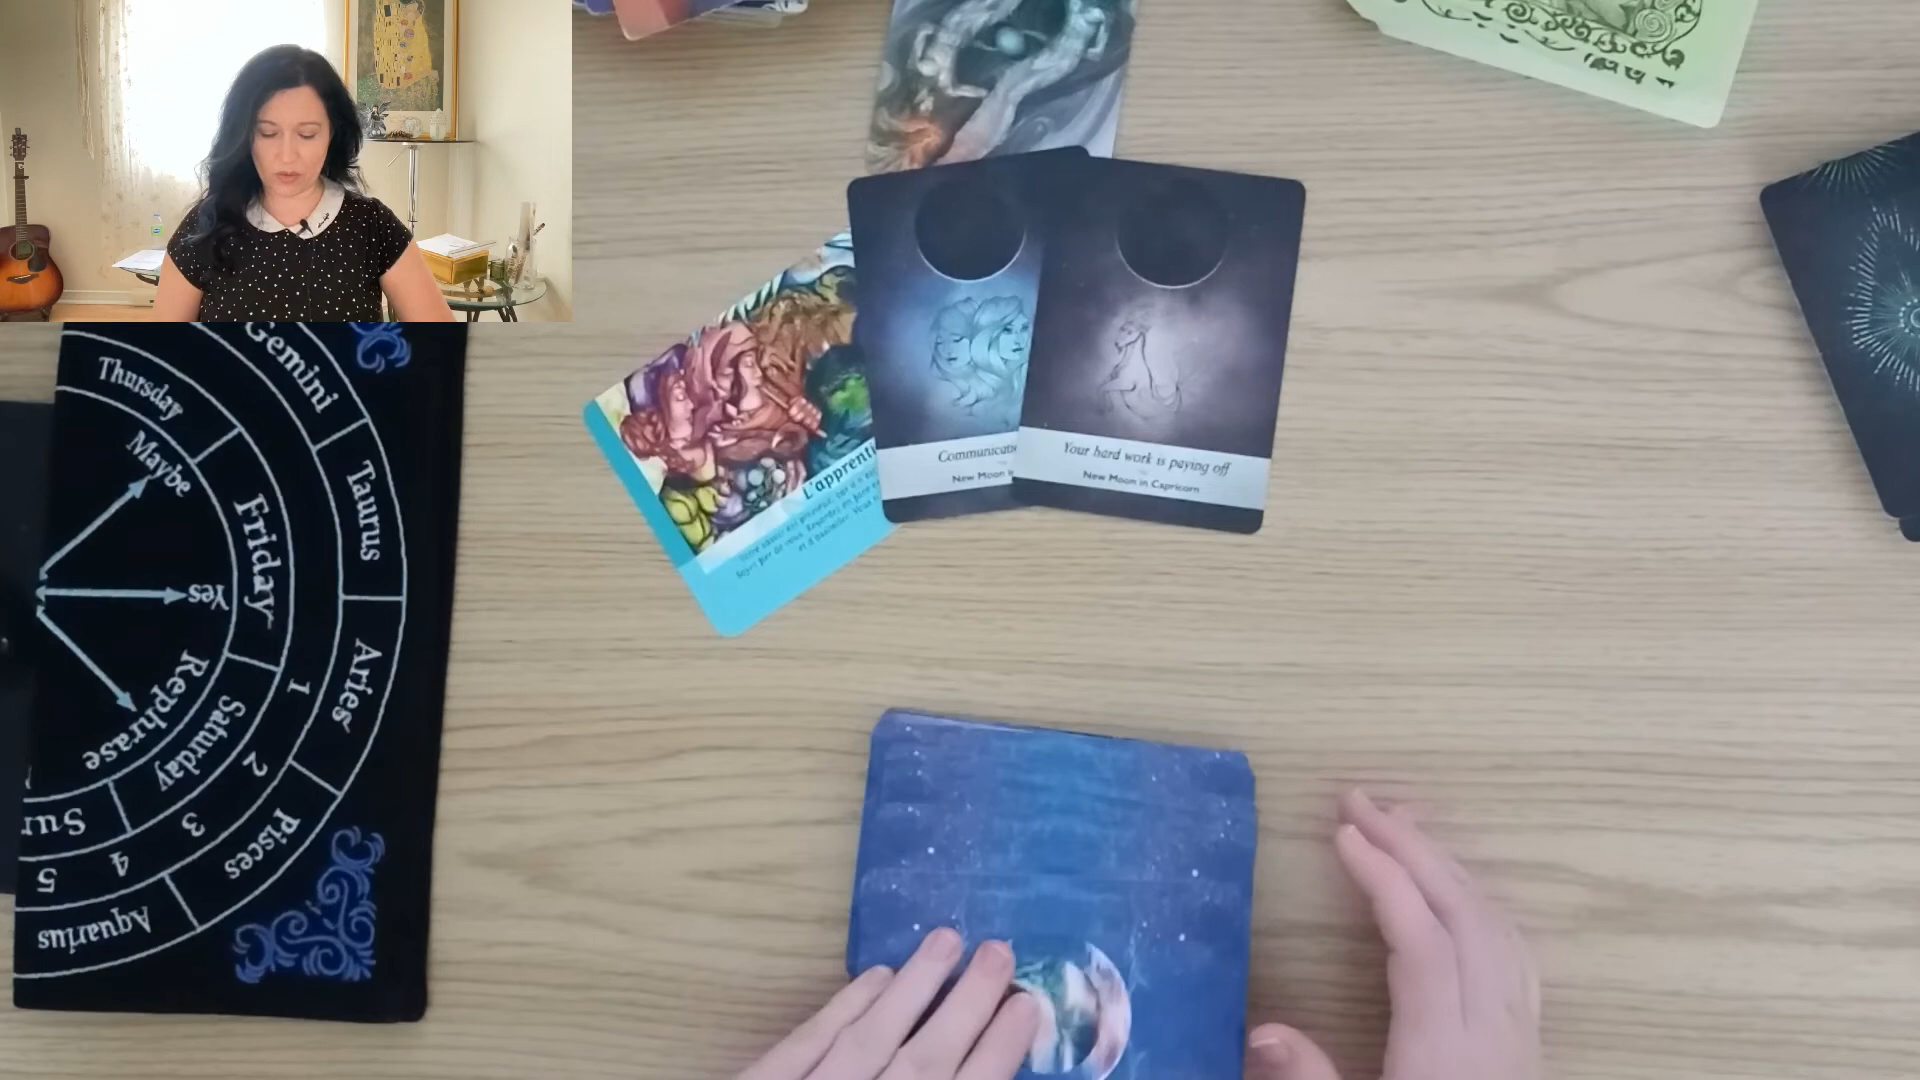 Gemini
Thursday
Maybe
Taurus
Friday
Yes
Aries
Rephrase
Saturday
1
2
3
4
5
Pisces
Aquarius
L'apprenti
Communicati
New Moon
Your hard work is paying off
New Moon in Capricorn